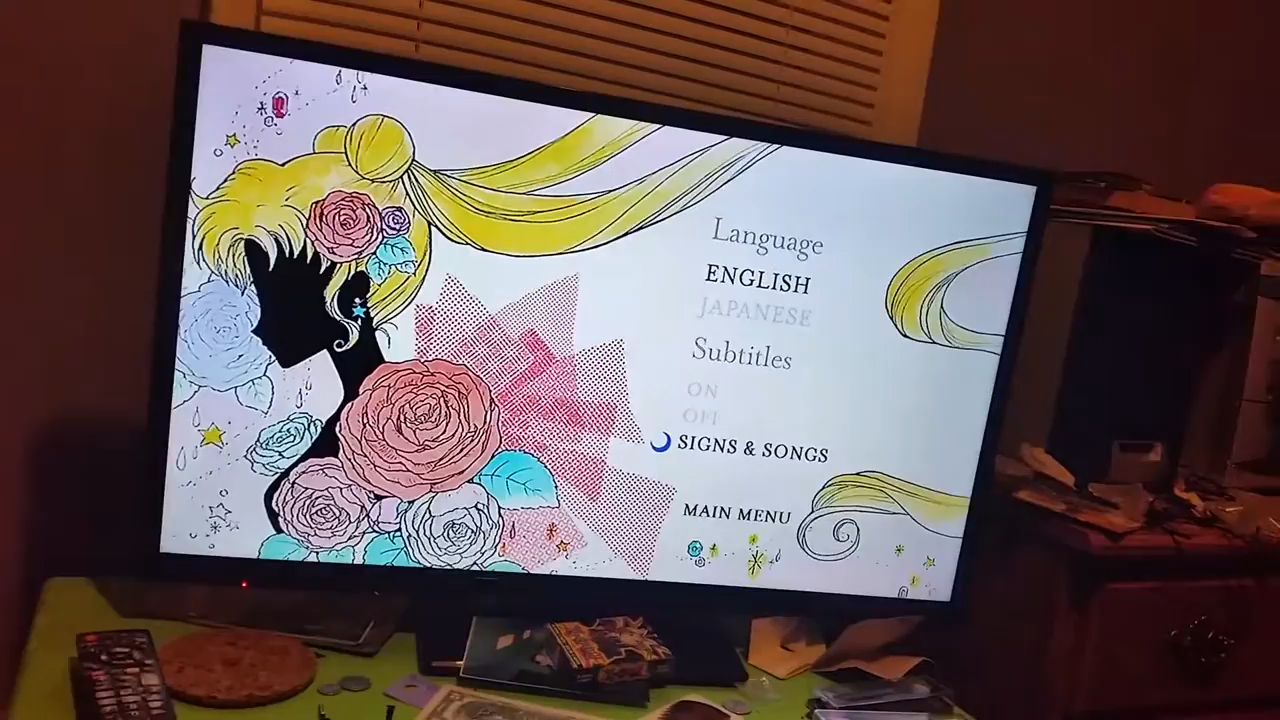 Language
ENGLISH
JAPANESE
Subtitles
ON
OFF
SIGNS & SONGS
MAIN MENU